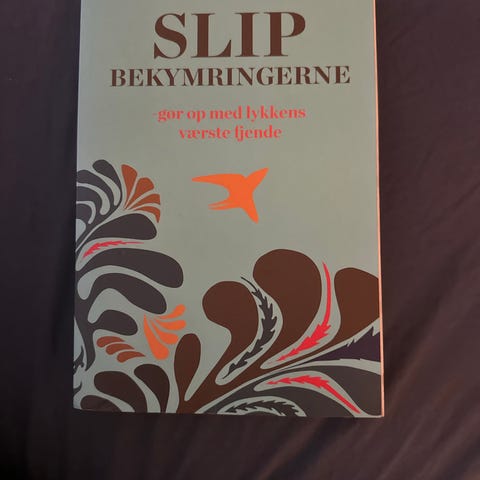 SLIP
BEKYMRINGERNE
-gør op med lykkens
værste fjende